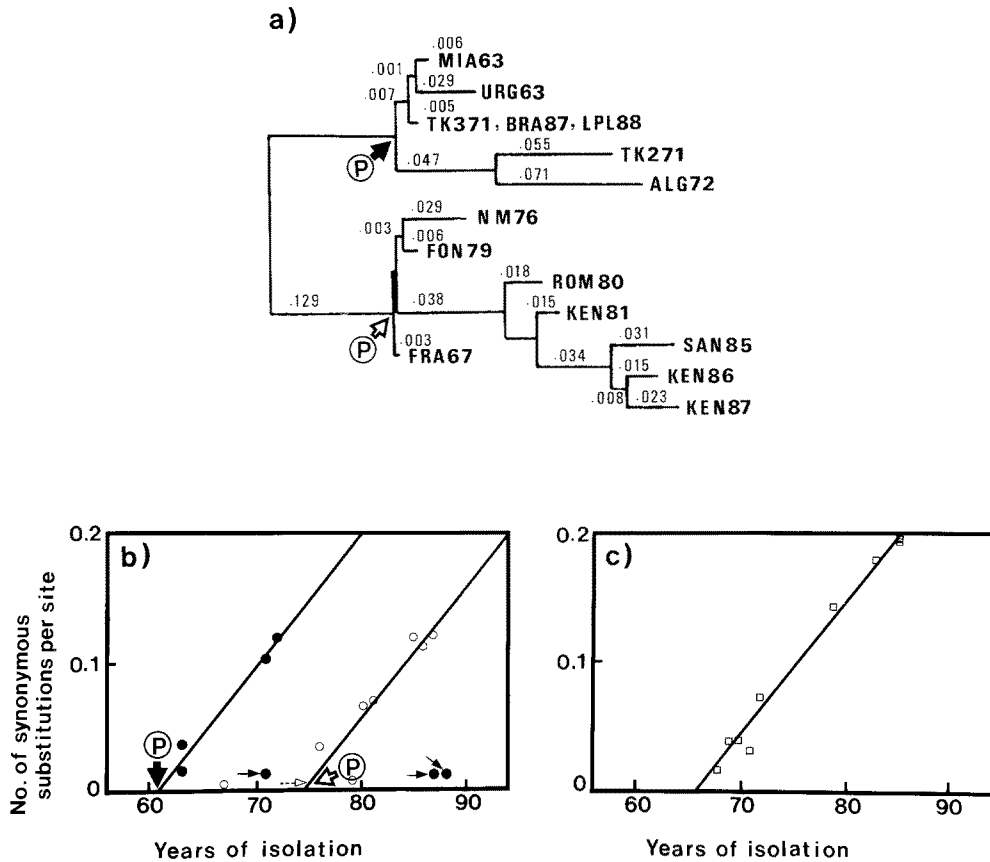 a)
.006
MIA63
.001
.029
URG63
.007
.005
TK371, BRA87, LPL88
.055
TK271
P
.047
.071
ALG72
.029
NM76
.003
.006
FON79
.018
ROM80
.129
.038
.015
KEN81
P
.003
FRA67
.031
SAN85
.034
.015
KEN86
.008
.023
KEN87
b)
0.2
0.1
0
No. of synonymous
substitutions per site
P
P
60 70 80 90
Years of isolation
c)
0.2
0.1
0
60 70 80 90
Years of isolation